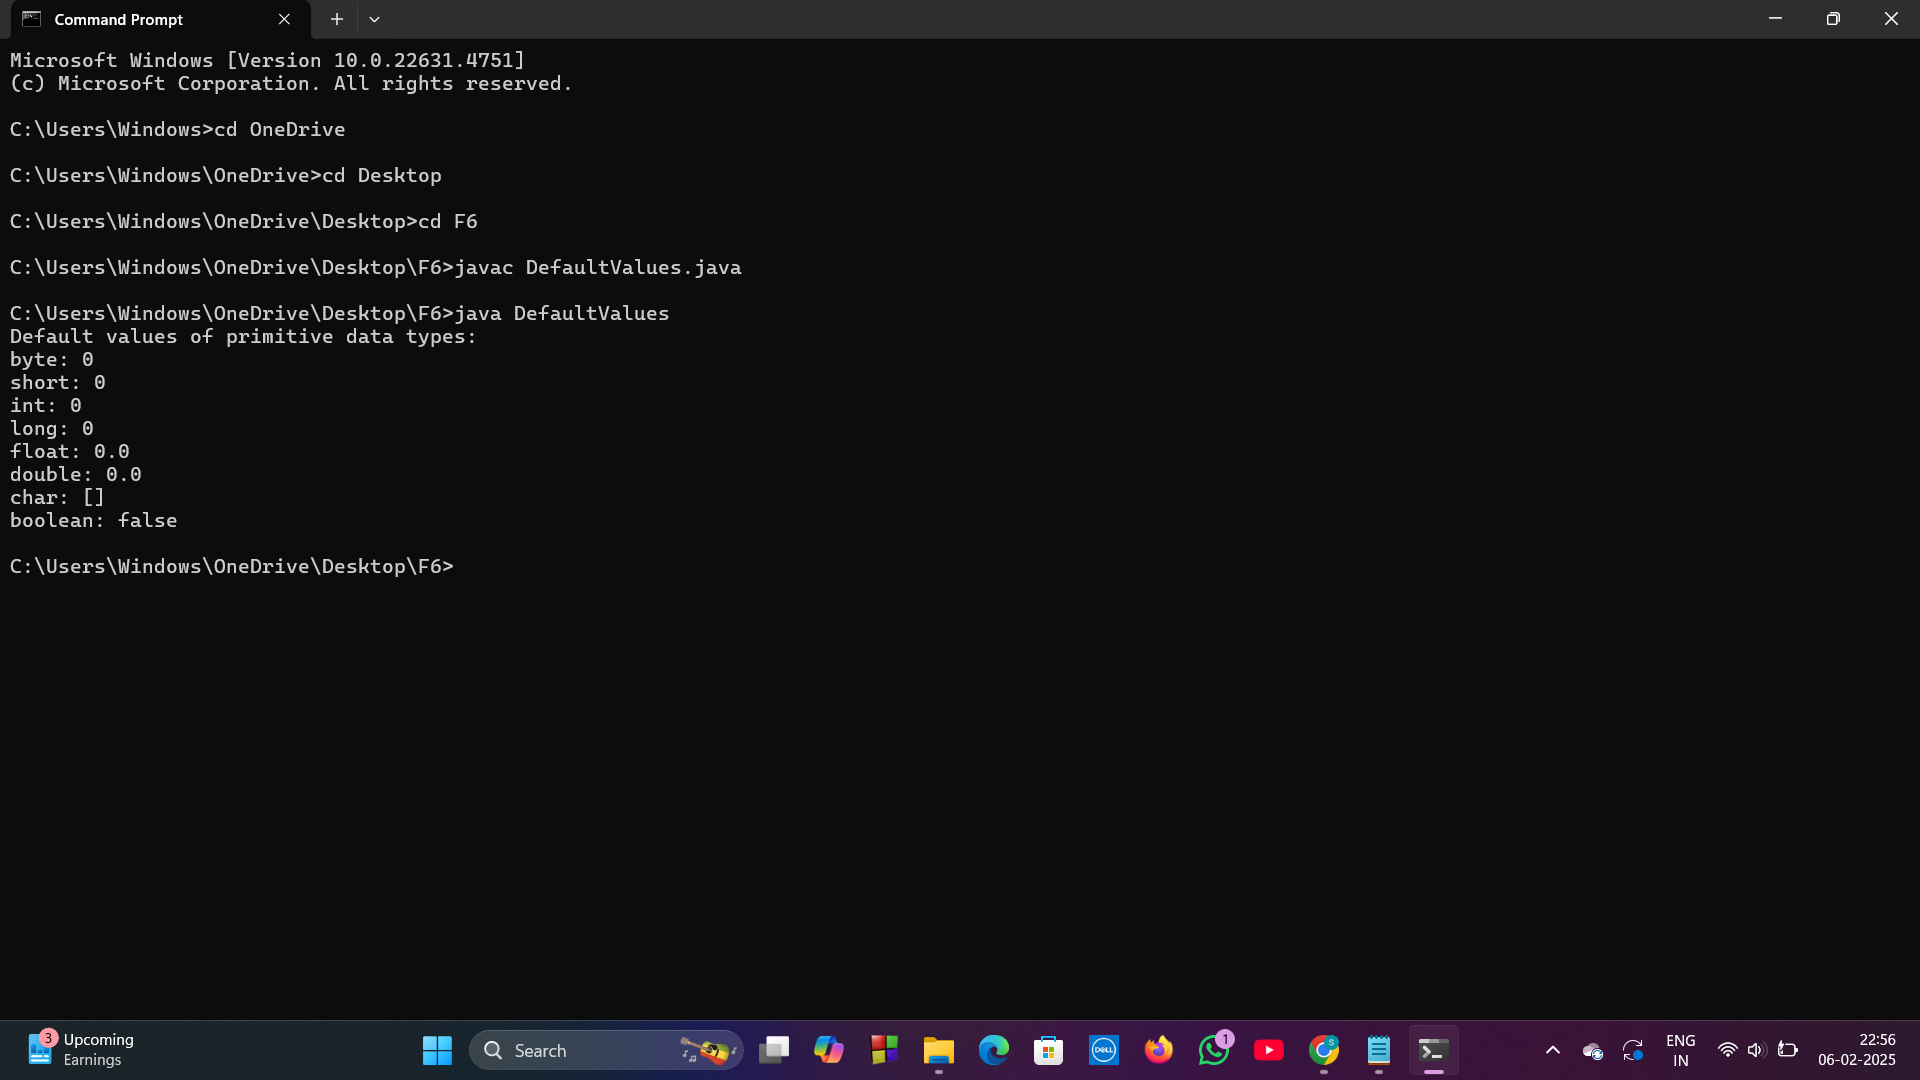 Command Prompt
Microsoft Windows [Version 10.0.22631.4751]
(c) Microsoft Corporation. All rights reserved.
C:\Users\Windows>cd OneDrive
C:\Users\Windows\OneDrive>cd Desktop
C:\Users\Windows\OneDrive\Desktop>cd F6
C:\Users\Windows\OneDrive\Desktop\F6>javac DefaultValues.java
C:\Users\Windows\OneDrive\Desktop\F6>java DefaultValues
Default values of primitive data types:
byte: 0
short: 0
int: 0
long: 0
float: 0.0
double: 0.0
char: []
boolean: false
C:\Users\Windows\OneDrive\Desktop\F6>
3
Upcoming
Earnings
Search
DELL
1
S
ENG
IN
22:56
06-02-2025